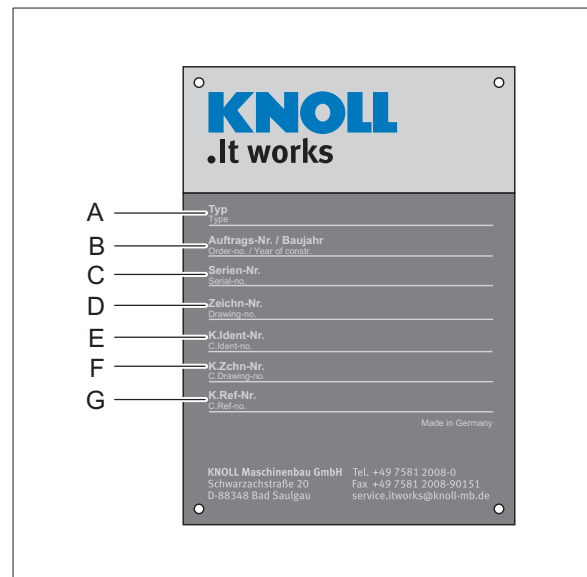 KNOLL
.It works
A
Typ
Type
B
Auftrags-Nr. / Baujahr
Order-no. / Year of constr.
C
Serien-Nr.
Serial-no.
D
Zeichn-Nr.
Drawing-no.
E
K.Ident-Nr.
C.Ident-no.
F
K.Zchn-Nr.
C.Drawing-no.
G
K.Ref-Nr.
C.Ref-no.
Made in Germany
KNOLL Maschinenbau GmbH Tel. +49 7581 2008-0
Schwarzachstraße 20 Fax +49 7581 2008-90151
D-88348 Bad Saulgau service.itworks@knoll-mb.de